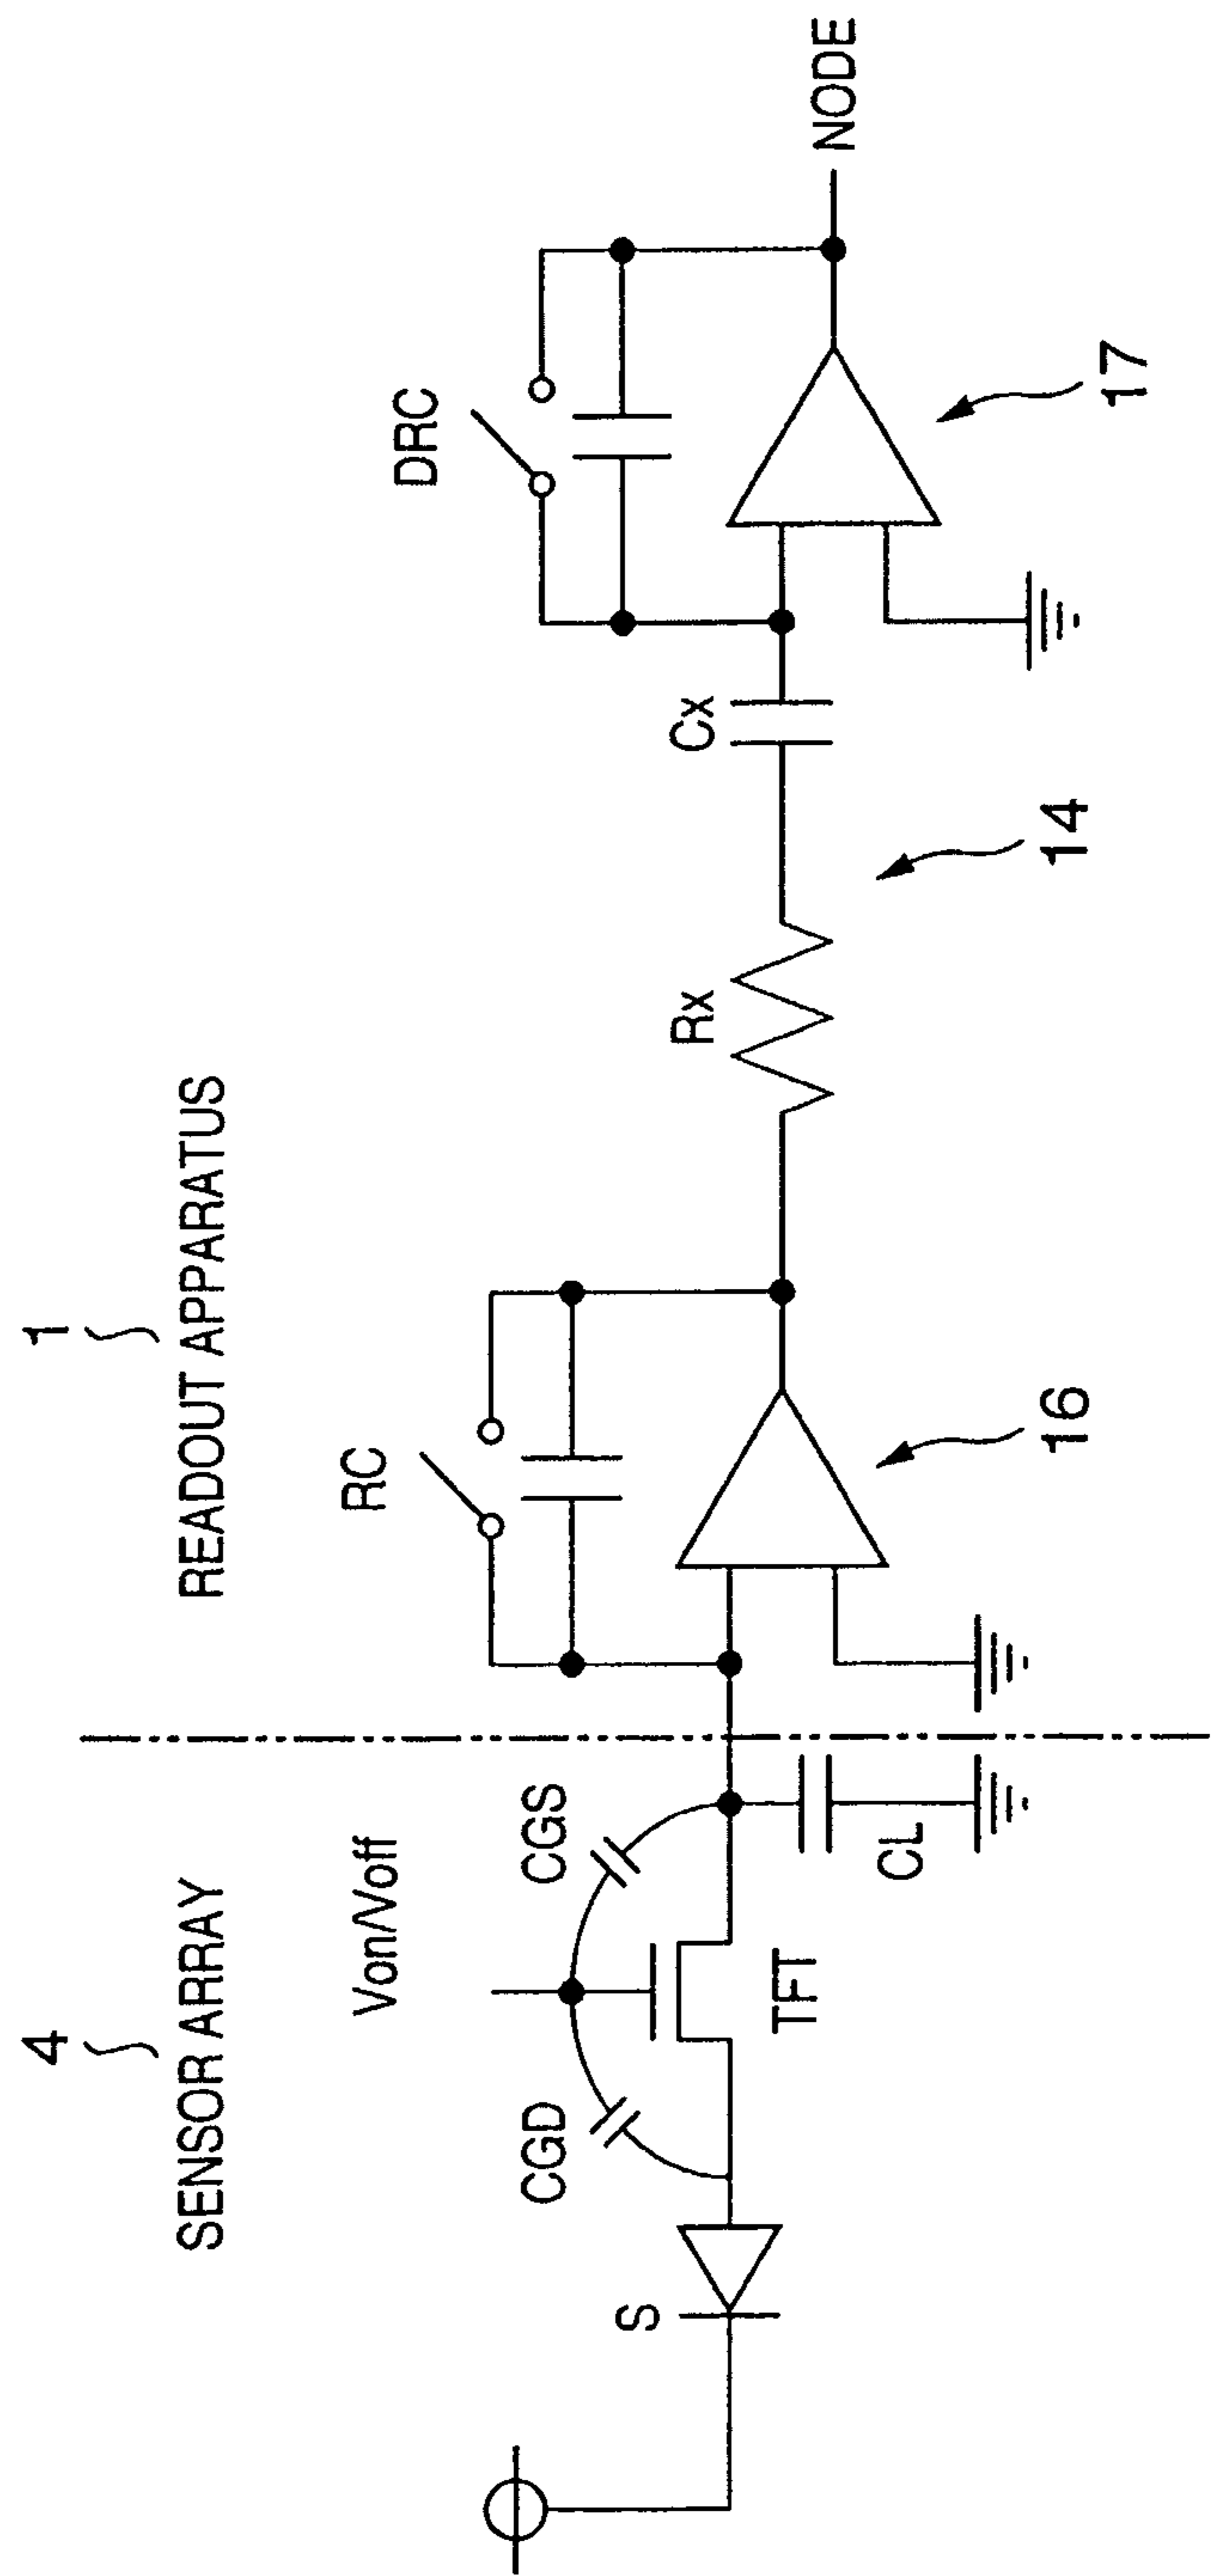 4
SENSOR ARRAY
1
READOUT APPARATUS
Von/Voff
CGD
CGS
S
TFT
CL
RC
16
Rx
14
Cx
DRC
17
NODE